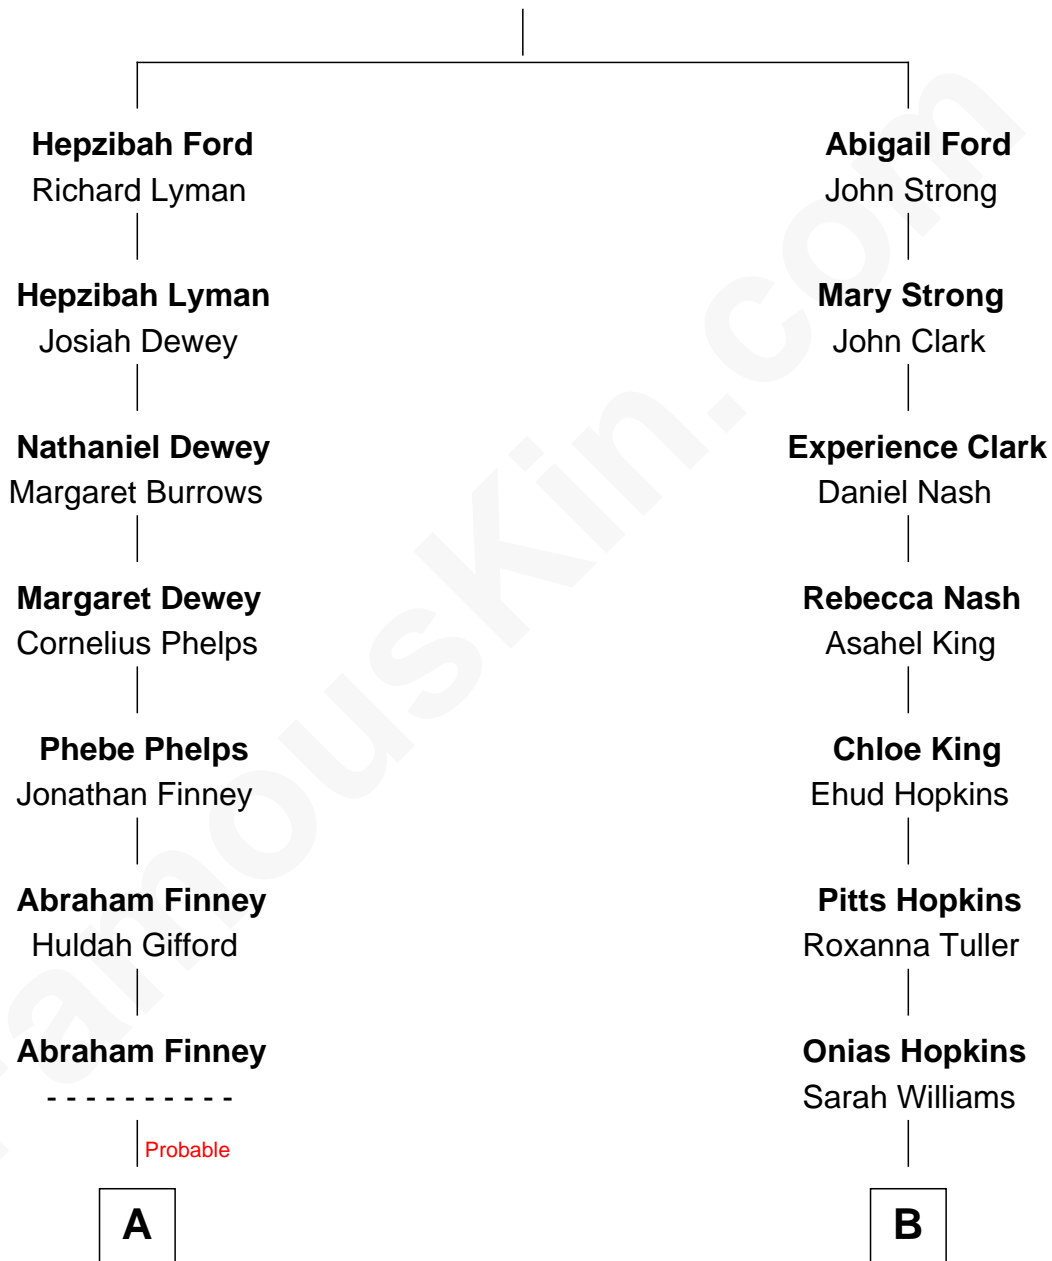 Hepzibah Ford
Richard Lyman
Abigail Ford
John Strong
Hepzibah Lyman
Josiah Dewey
Mary Strong
John Clark
Nathaniel Dewey
Margaret Burrows
Experience Clark
Daniel Nash
Margaret Dewey
Cornelius Phelps
Rebecca Nash
Asahel King
Phebe Phelps
Jonathan Finney
Chloe King
Ehud Hopkins
Abraham Finney
Huldah Gifford
Pitts Hopkins
Roxanna Tuller
Abraham Finney
- - - - - - - - - -
Onias Hopkins
Sarah Williams
Probable
A
B
FamousKin.com